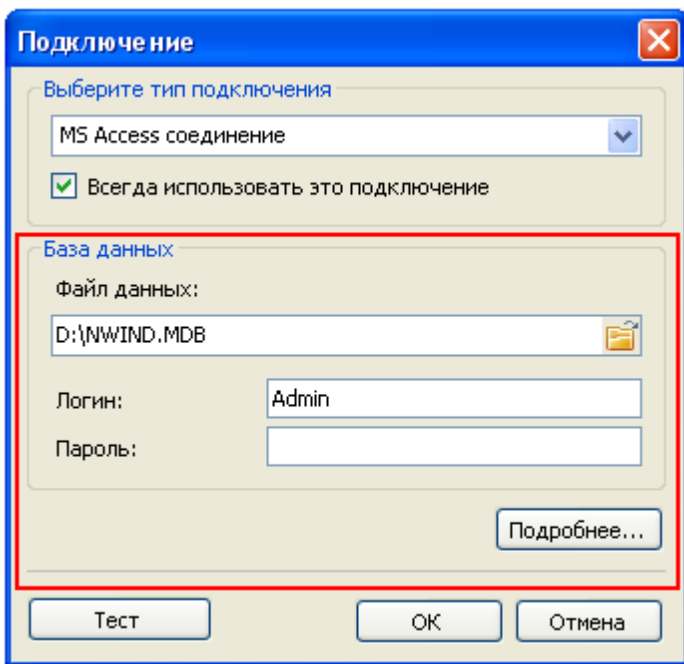 Подключение
Выберите тип подключения
MS Access соединение
Всегда использовать это подключение
База данных
Файл данных:
D:\NWIND.MDB
Логин:
Admin
Пароль:
Подробнее...
Тест
OK
Отмена